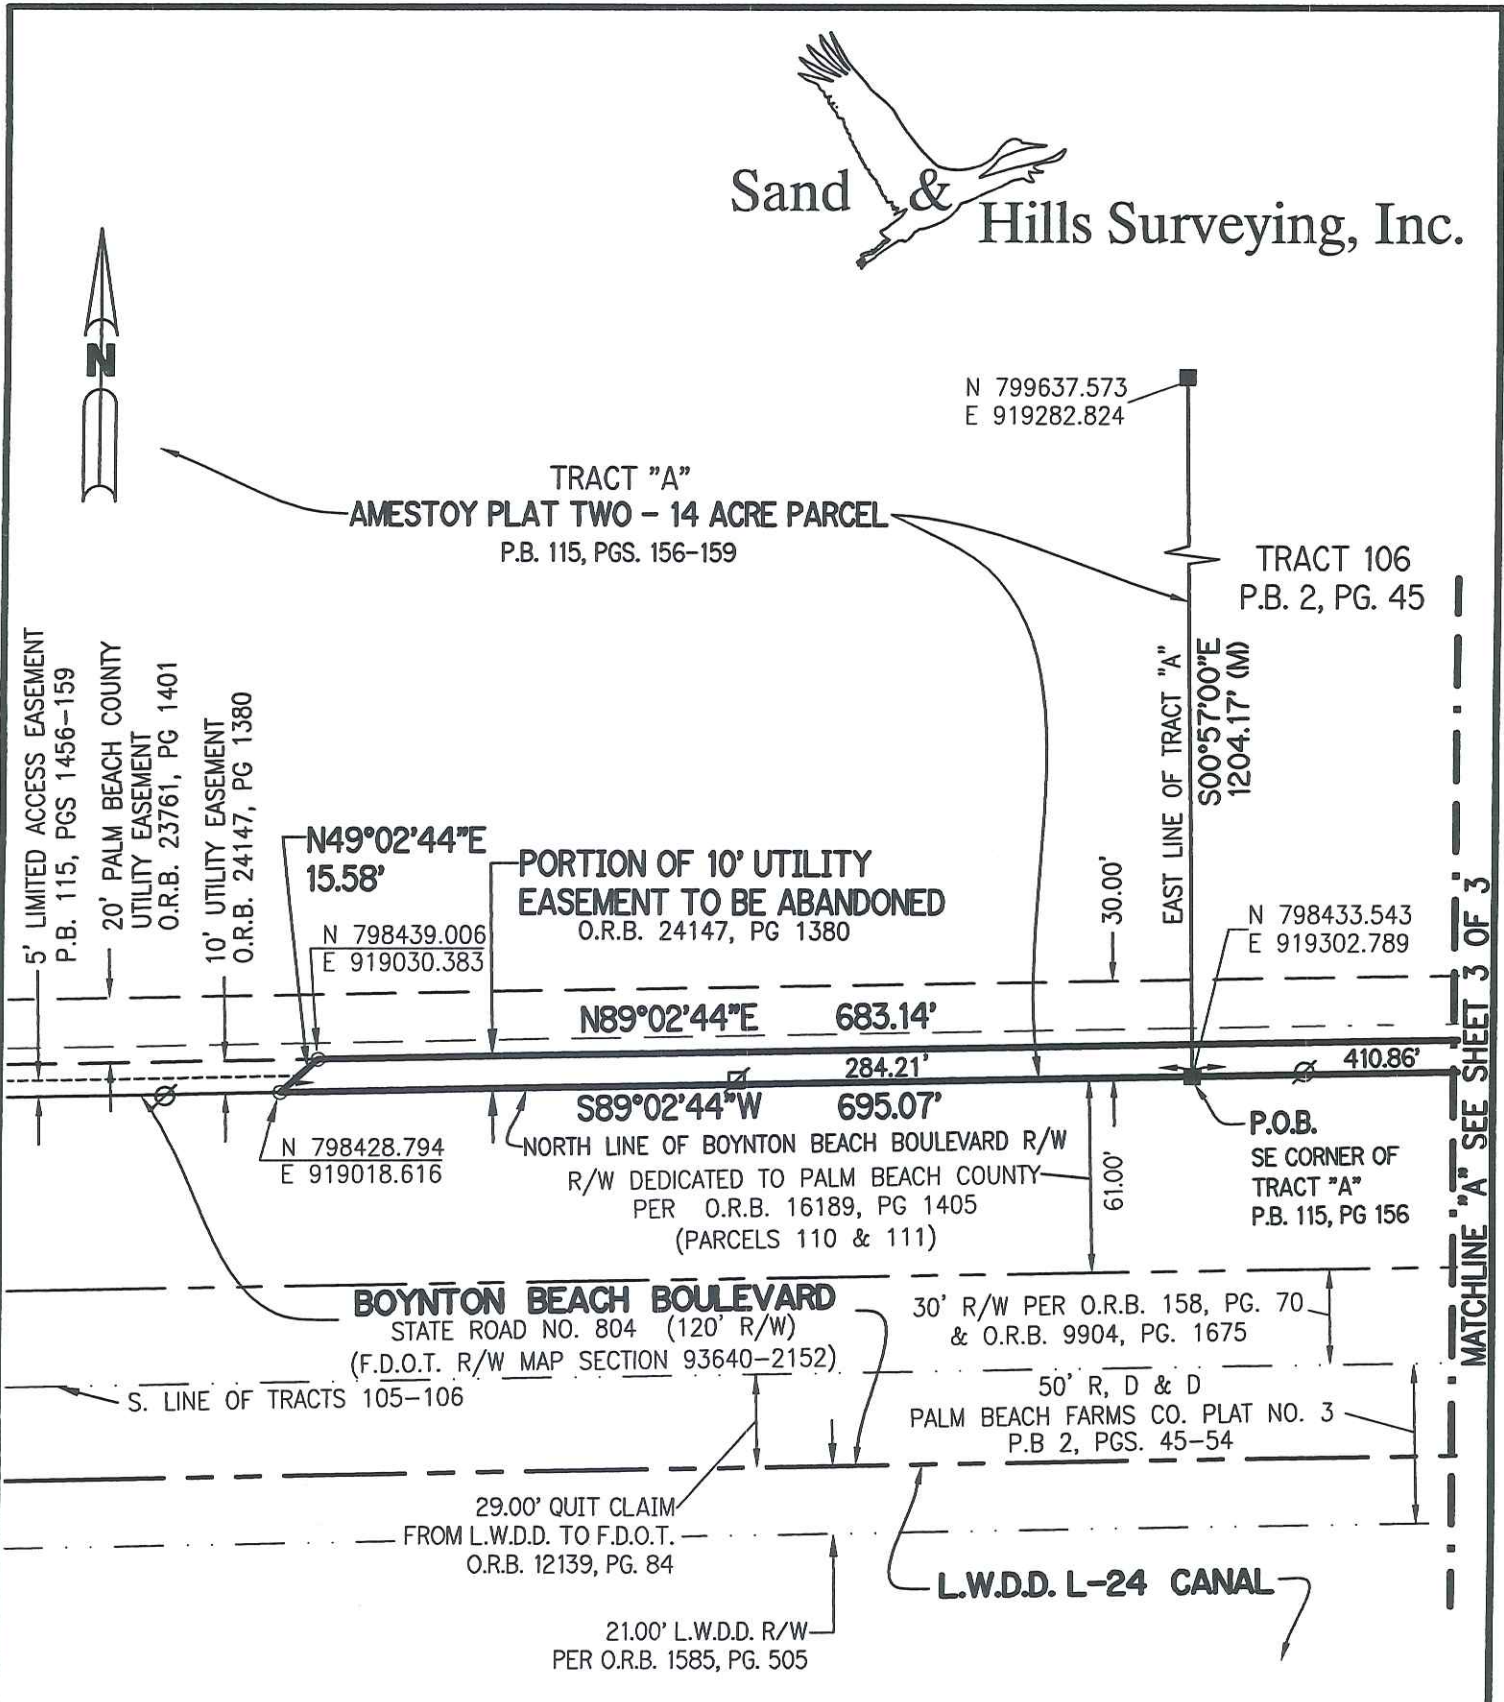 Sand & Hills Surveying, Inc.
N
N 799637.573
E 919282.824
TRACT "A"
AMESTOY PLAT TWO - 14 ACRE PARCEL
P.B. 115, PGS. 156-159
TRACT 106
P.B. 2, PG. 45
5' LIMITED ACCESS EASEMENT
P.B. 115, PGS 1456-159
20' PALM BEACH COUNTY
UTILITY EASEMENT
O.R.B. 23761, PG 1401
10' UTILITY EASEMENT
O.R.B. 24147, PG 1380
N49°02'44"E
15.58'
PORTION OF 10' UTILITY
EASEMENT TO BE ABANDONED
O.R.B. 24147, PG 1380
N 798439.006
E 919030.383
30.00'
EAST LINE OF TRACT "A"
S00°57'00"E
1204.17' (M)
N 798433.543
E 919302.789
N89°02'44"E 683.14'
284.21'
410.86'
S89°02'44"W 695.07'
N 798428.794
E 919018.616
NORTH LINE OF BOYNTON BEACH BOULEVARD R/W
R/W DEDICATED TO PALM BEACH COUNTY
PER O.R.B. 16189, PG 1405
(PARCELS 110 & 111)
61.00'
P.O.B.
SE CORNER OF
TRACT "A"
P.B. 115, PG 156
MATCHLINE "A" SEE SHEET 3 OF 3
BOYNTON BEACH BOULEVARD
STATE ROAD NO. 804 (120' R/W)
(F.D.O.T. R/W MAP SECTION 93640-2152)
30' R/W PER O.R.B. 158, PG. 70
& O.R.B. 9904, PG. 1675
S. LINE OF TRACTS 105-106
50' R, D & D
PALM BEACH FARMS CO. PLAT NO. 3
P.B 2, PGS. 45-54
29.00' QUIT CLAIM
FROM L.W.D.D. TO F.D.O.T.
O.R.B. 12139, PG. 84
L.W.D.D. L-24 CANAL
21.00' L.W.D.D. R/W
PER O.R.B. 1585, PG. 505